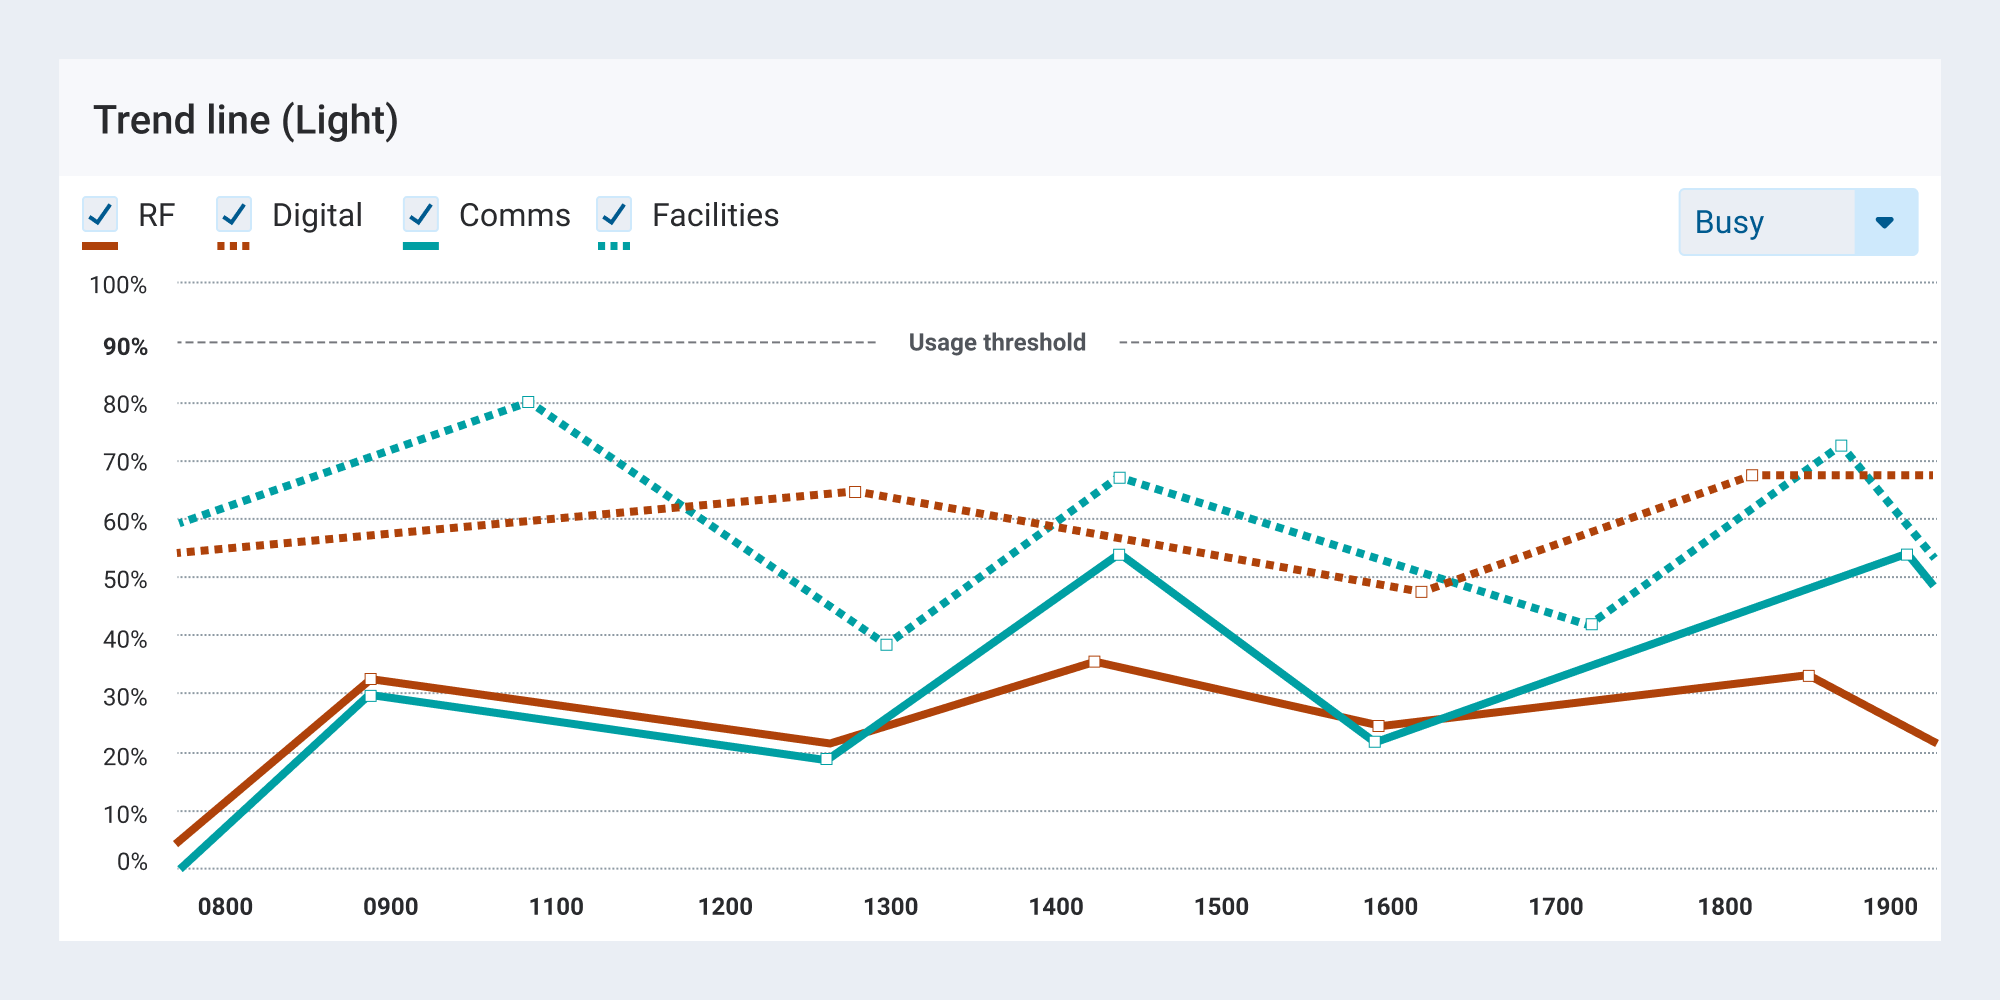 Trend line (Light)
RF Digital Comms Facilities Busy
100%
90% Usage threshold
80%
70%
60%
50%
40%
30%
20%
10%
0%
0800 0900 1100 1200 1300 1400 1500 1600 1700 1800 1900